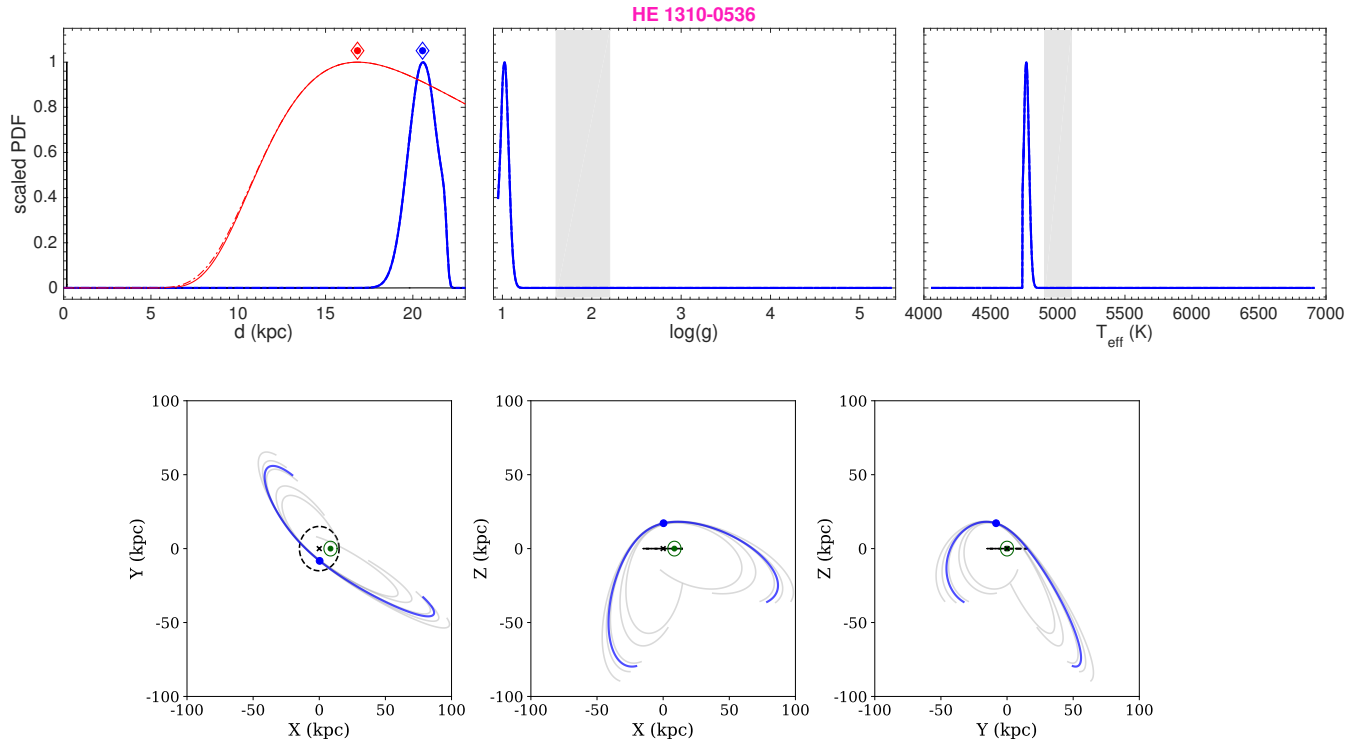 HE 1310-0536
scaled PDF
1
0.8
0.6
0.4
0.2
0
0 5 10 15 20
d (kpc)
1 2 3 4 5
log(g)
4000 4500 5000 5500 6000 6500 7000
T_eff (K)
Y (kpc)
100
50
0
-50
-100
-100 -50 0 50 100
X (kpc)
Z (kpc)
100
50
0
-50
-100
-100 -50 0 50 100
X (kpc)
Z (kpc)
100
50
0
-50
-100
-100 -50 0 50 100
Y (kpc)